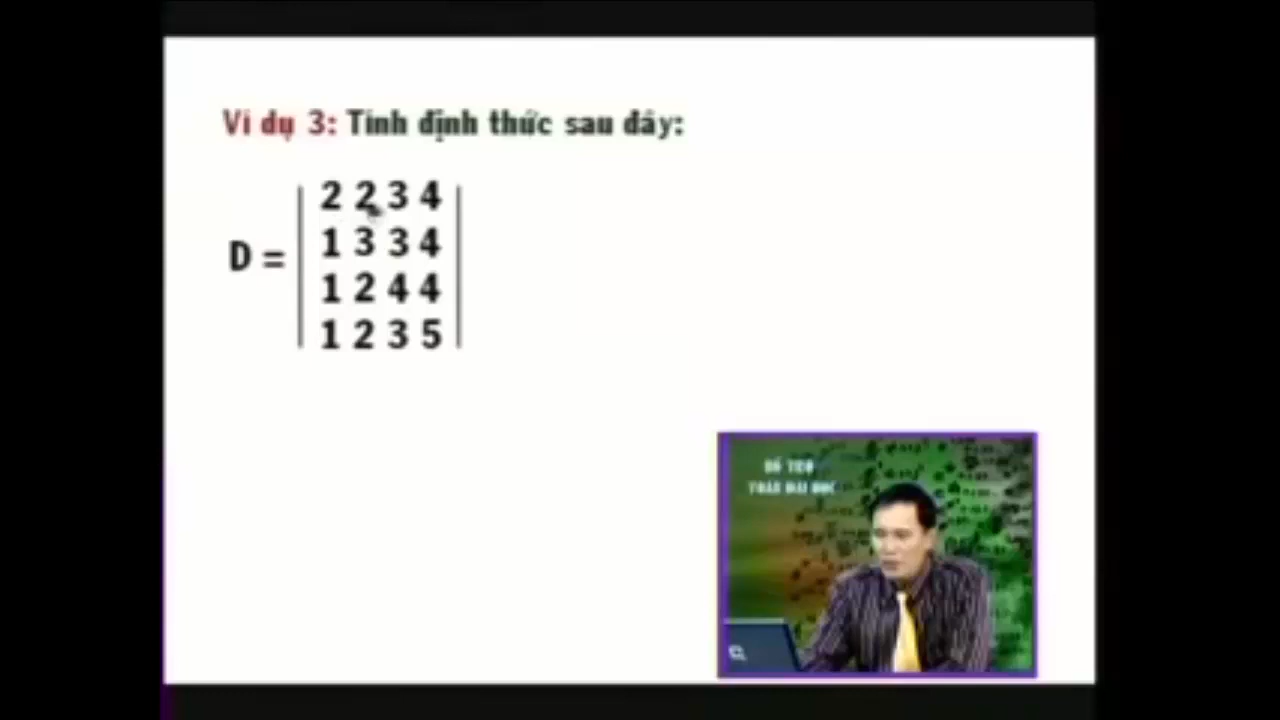 Ví dụ 3: Tính định thức sau đây:
2 2 3 4
1 3 3 4
D =
1 2 4 4
1 2 3 5